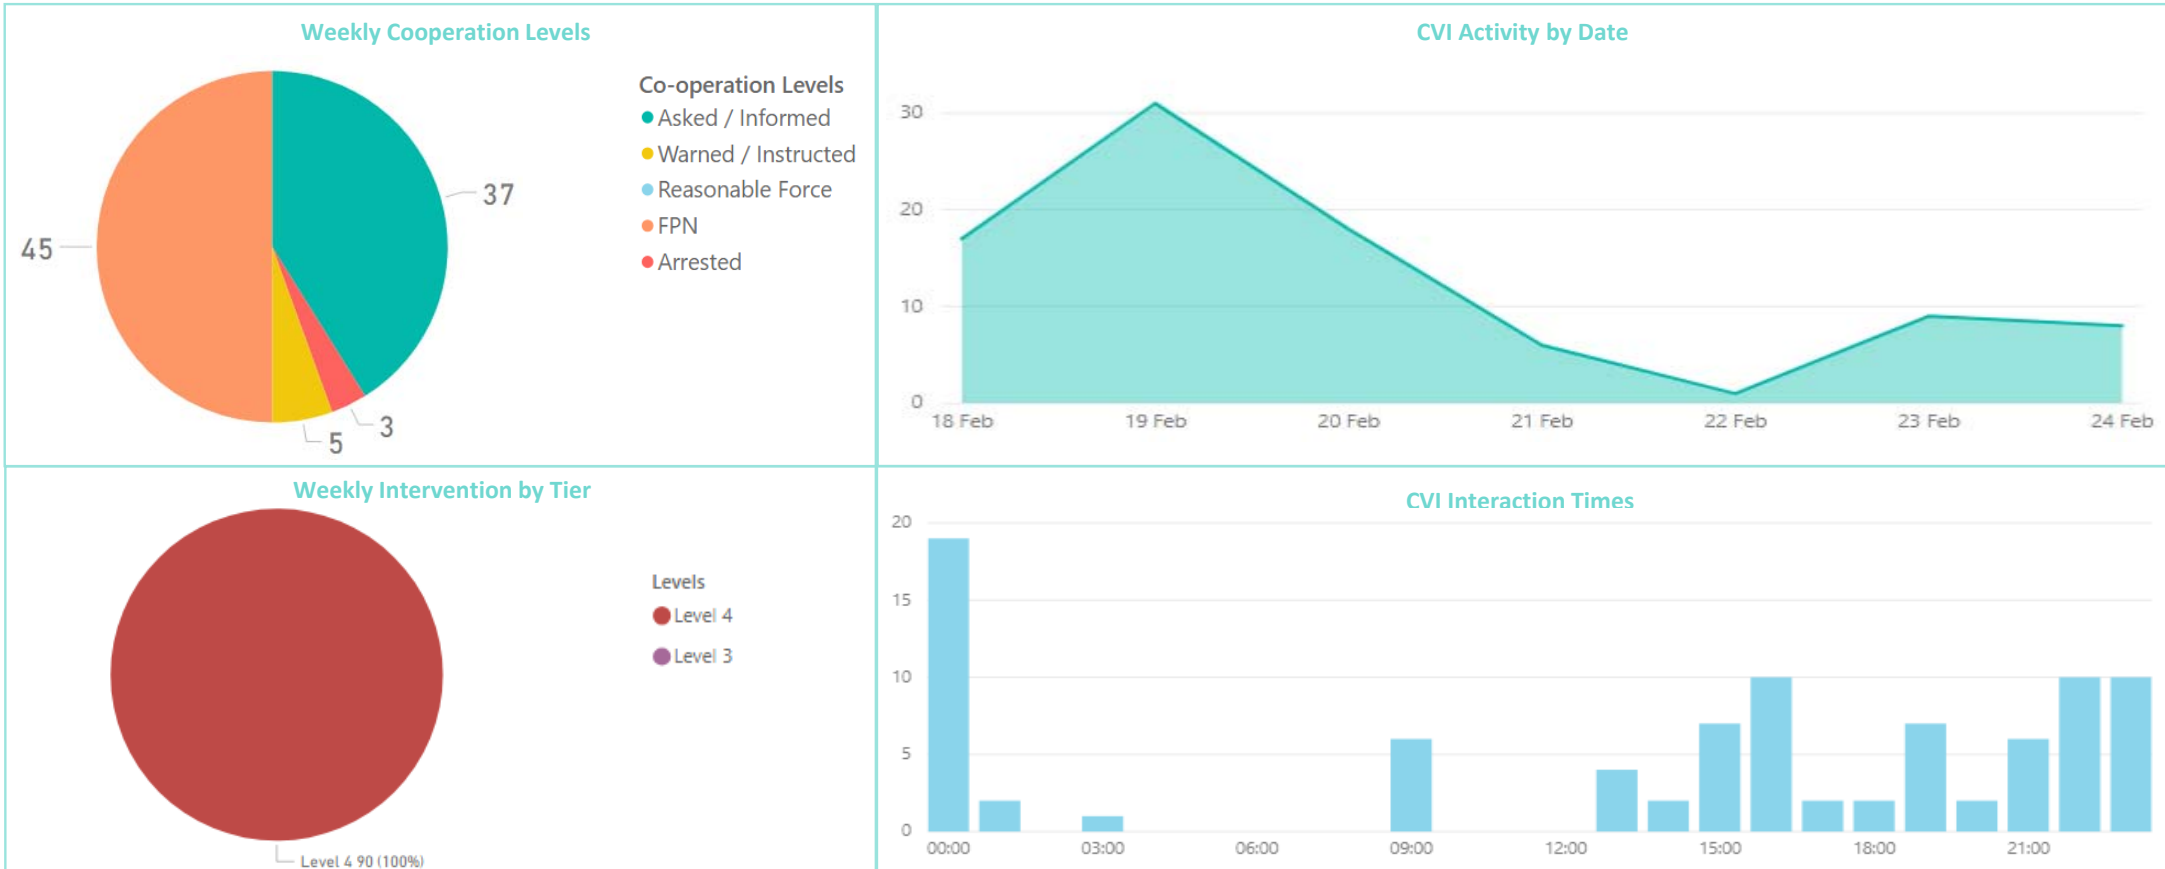 Weekly Cooperation Levels
Co-operation Levels
Asked / Informed
Warned / Instructed
Reasonable Force
FPN
Arrested
37
45
3
5
CVI Activity by Date
30
20
10
0
18 Feb 19 Feb 20 Feb 21 Feb 22 Feb 23 Feb 24 Feb
Weekly Intervention by Tier
Levels
Level 4
Level 3
Level 4 90 (100%)
CVI Interaction Times
20
15
10
5
0
00:00 03:00 06:00 09:00 12:00 15:00 18:00 21:00